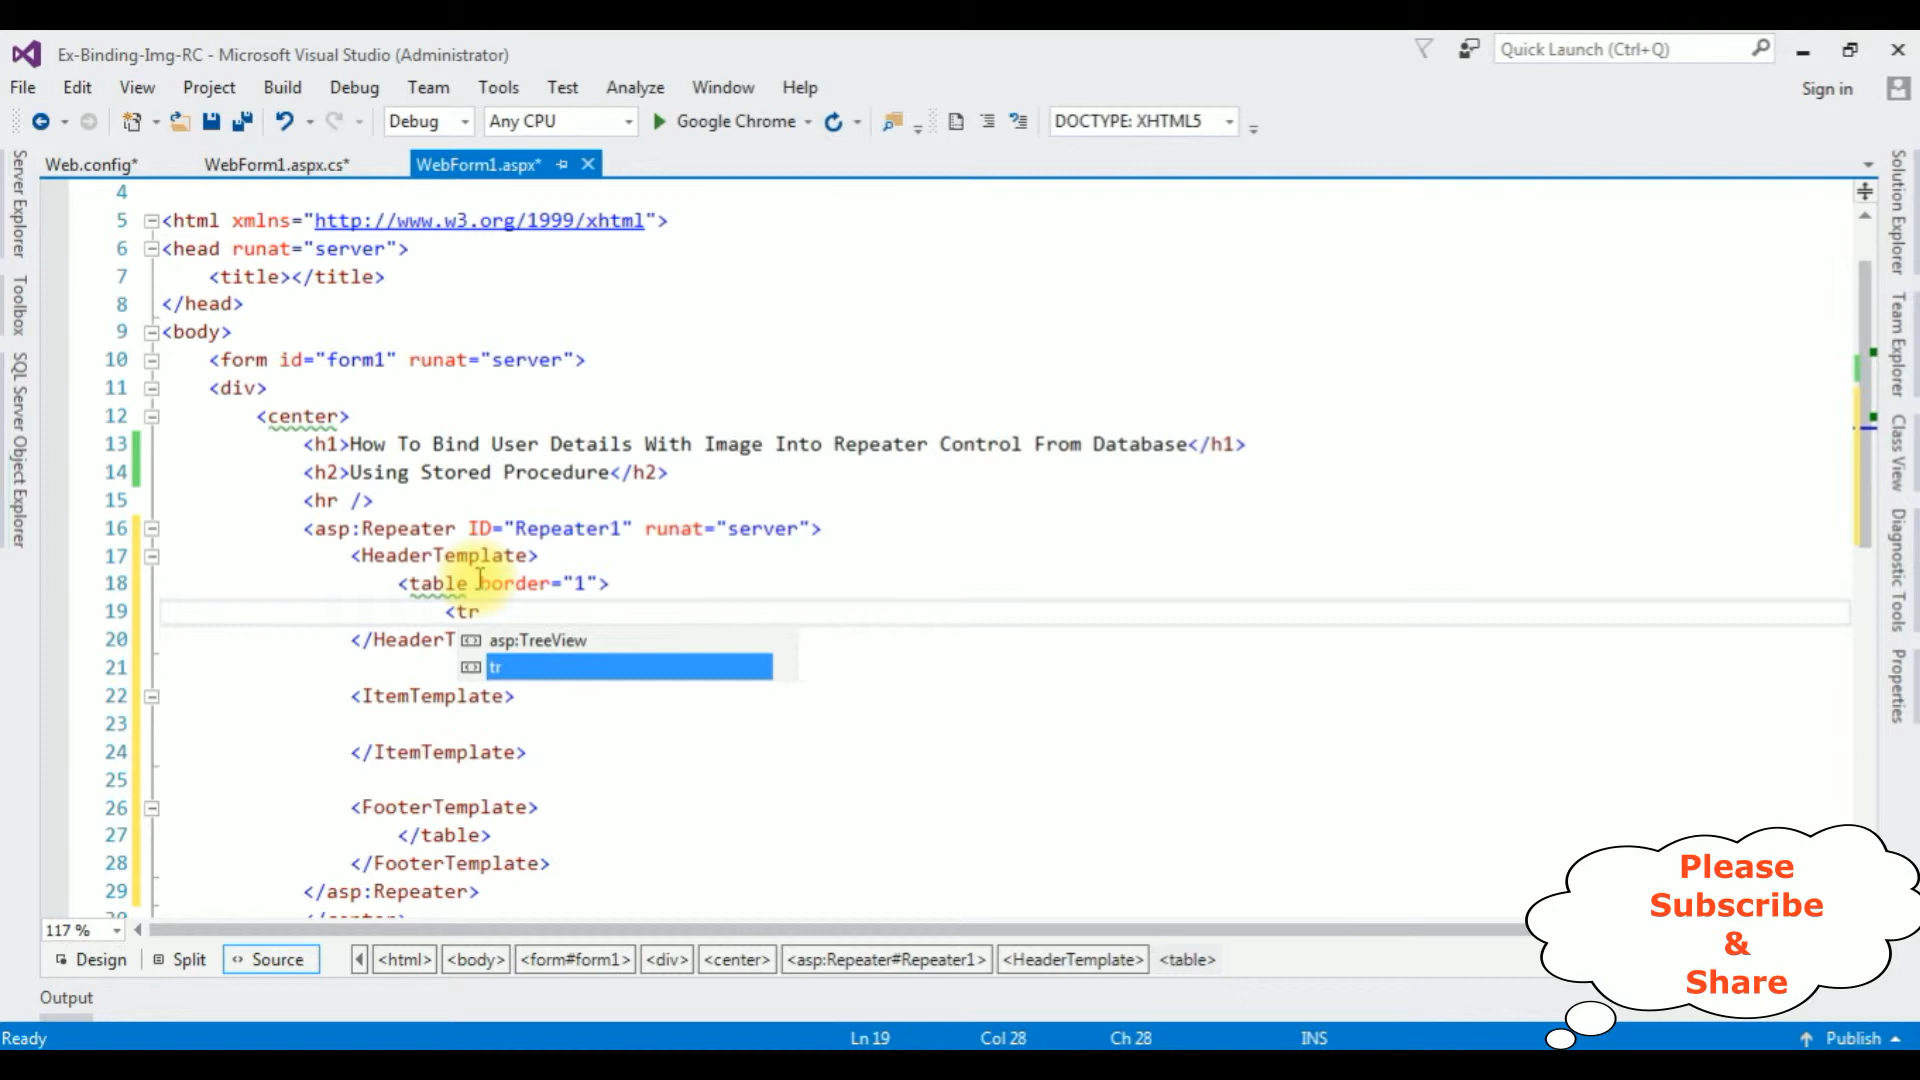 Ex-Binding-Img-RC - Microsoft Visual Studio (Administrator)
Quick Launch (Ctrl+Q)
File Edit View Project Build Debug Team Tools Test Analyze Window Help
Sign in
Debug Any CPU Google Chrome DOCTYPE: XHTML5
Web.config* WebForm1.aspx.cs* WebForm1.aspx*
Server Explorer
Toolbox
SQL Server Object Explorer
4
5 <html xmlns="http://www.w3.org/1999/xhtml">
6 <head runat="server">
7 <title></title>
8 </head>
9 <body>
10 <form id="form1" runat="server">
11 <div>
12 <center>
13 <h1>How To Bind User Details With Image Into Repeater Control From Database</h1>
14 <h2>Using Stored Procedure</h2>
15 <hr />
16 <asp:Repeater ID="Repeater1" runat="server">
17 <HeaderTemplate>
18 <table border="1">
19 <tr
20 </HeaderT
asp:TreeView
21
tr
22 <ItemTemplate>
23
24 </ItemTemplate>
25
26 <FooterTemplate>
27 </table>
28 </FooterTemplate>
29 </asp:Repeater>
Solution Explorer
Team Explorer
Class View
Diagnostic Tools
Properties
117 %
Design Split Source <html> <body> <form#form1> <div> <center> <asp:Repeater#Repeater1> <HeaderTemplate> <table>
Output
Ready Ln 19 Col 28 Ch 28 INS Publish
Please
Subscribe
&
Share